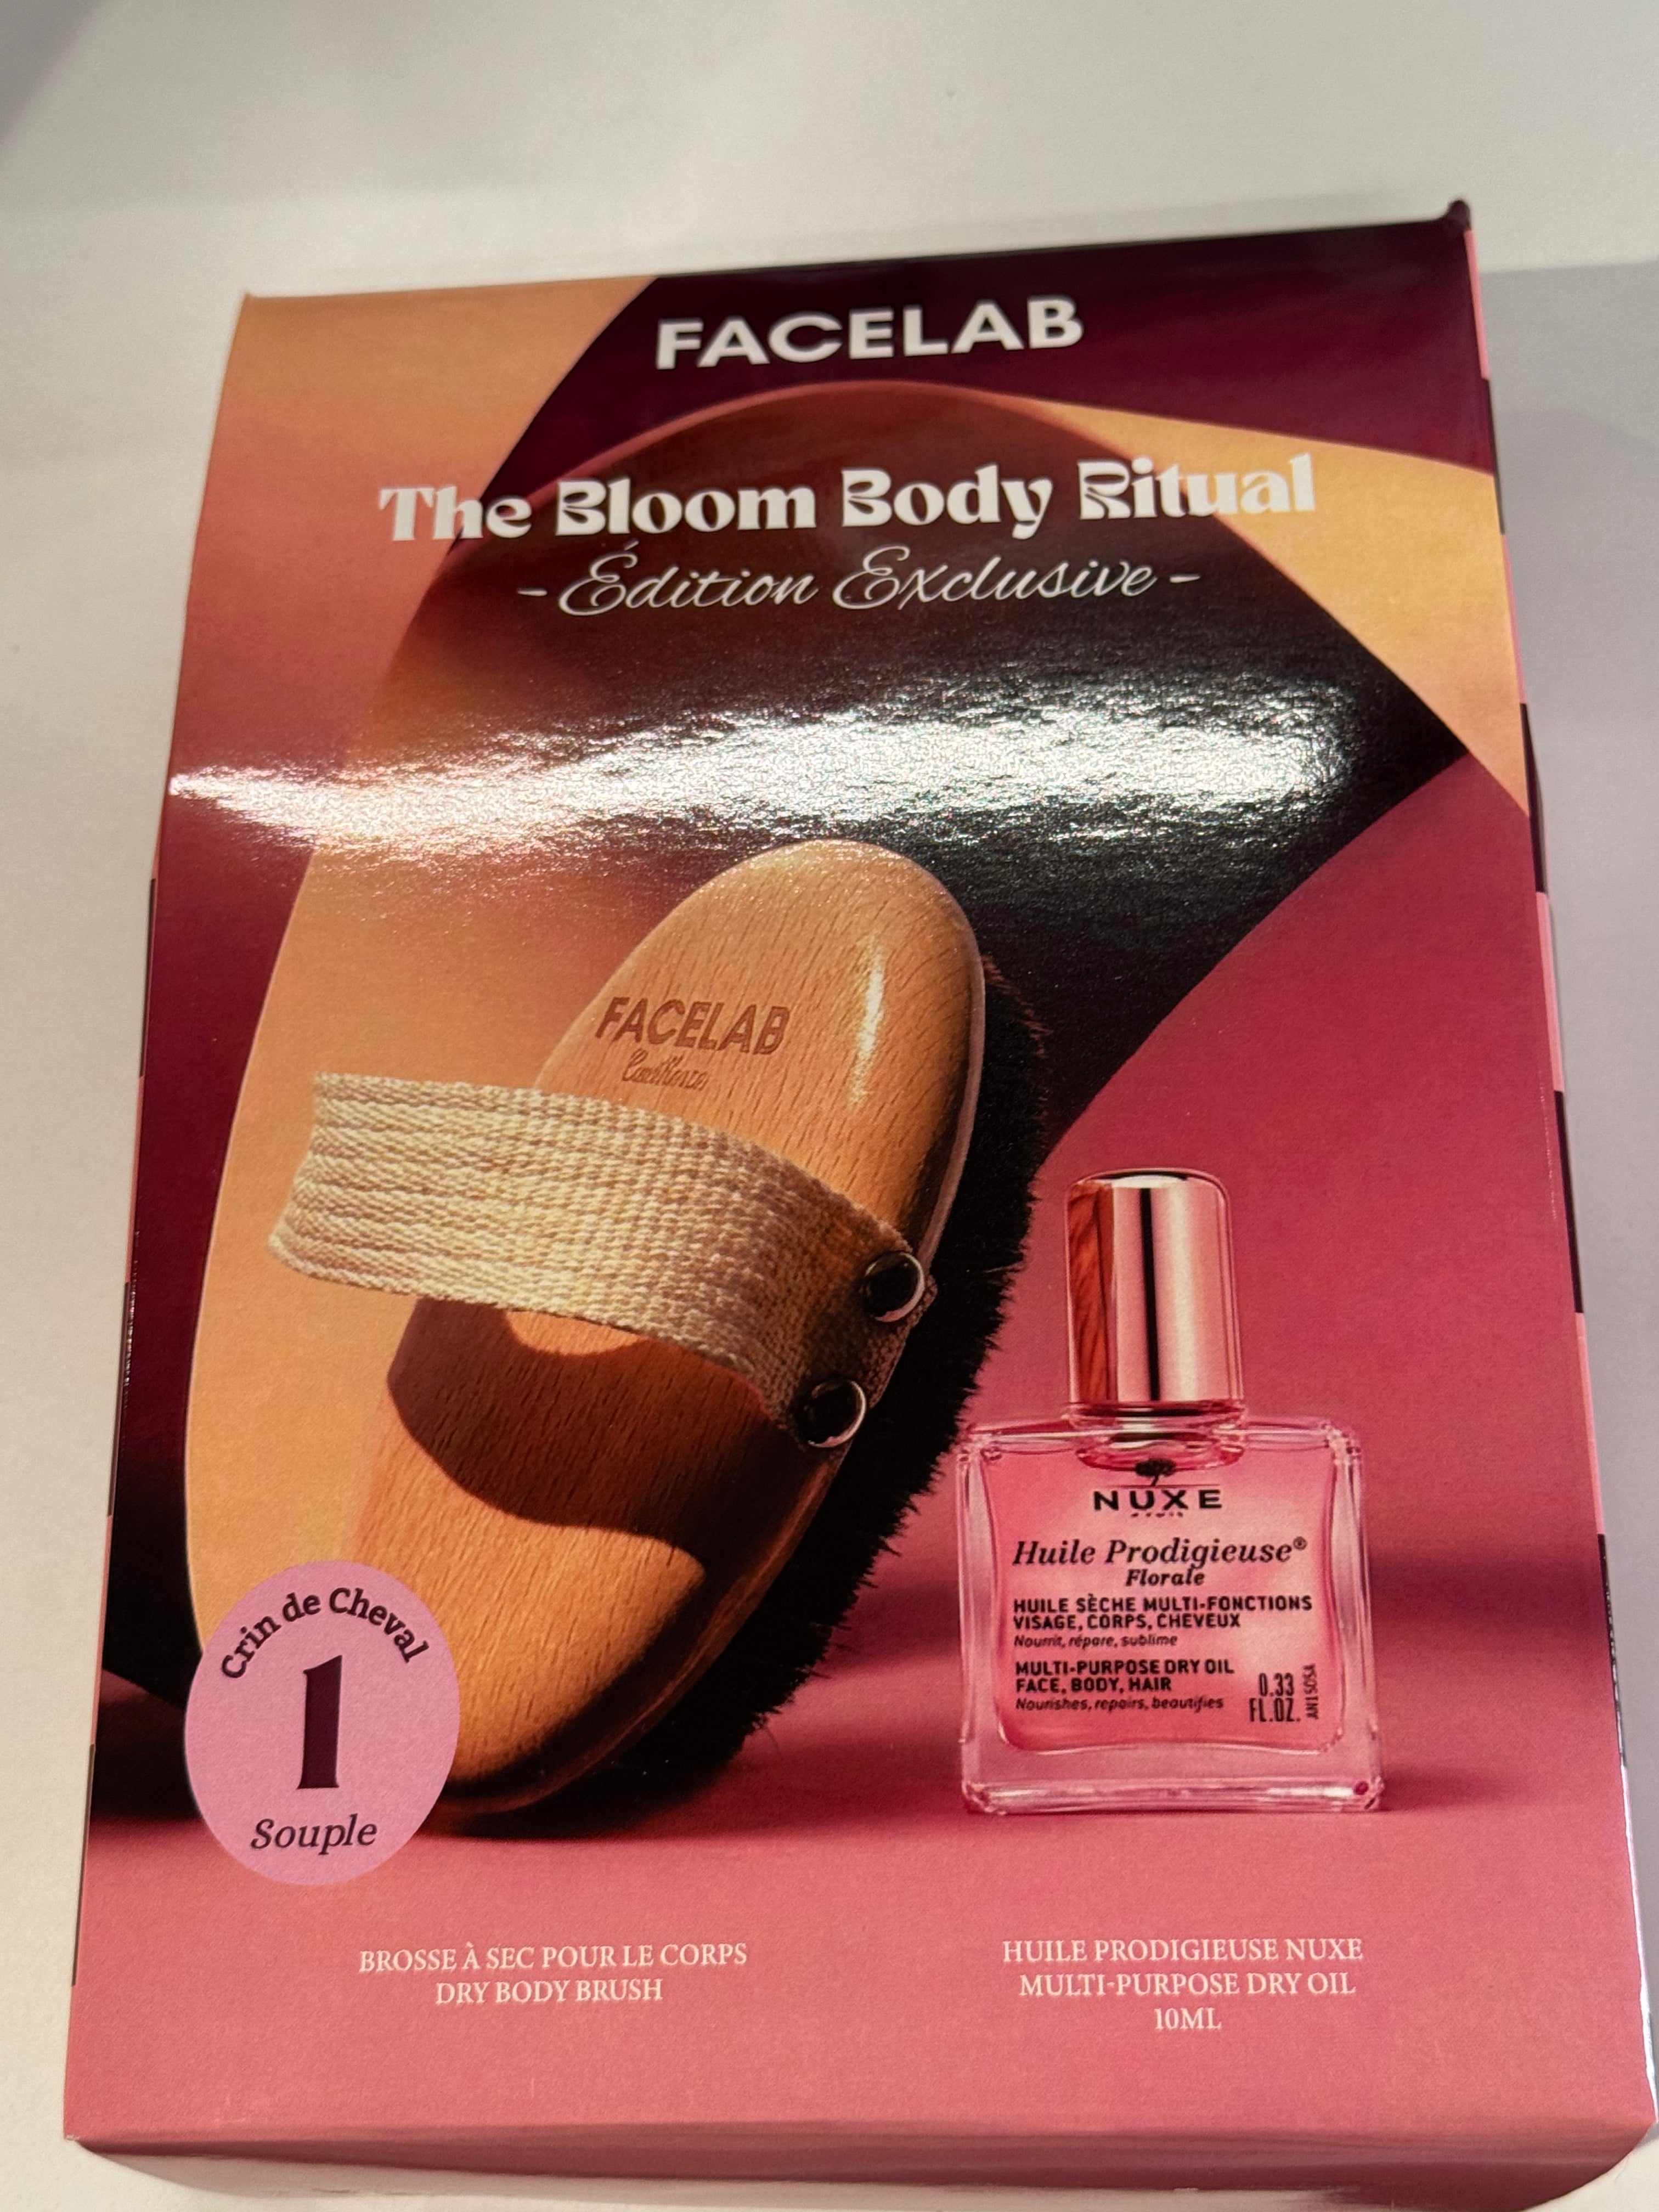 FACELAB
The Bloom Body Ritual
- Édition Exclusive -
FACELAB
NUXE
PARIS
Huile Prodigieuse®
Florale
HUILE SÈCHE MULTI-FONCTIONS
VISAGE, CORPS, CHEVEUX
Nourrit, répare, sublime
MULTI-PURPOSE DRY OIL
FACE, BODY, HAIR
Nourishes, repairs, beautifies
0.33
FL.OZ.
Crin de Cheval
1
Souple
BROSSE À SEC POUR LE CORPS
DRY BODY BRUSH
HUILE PRODIGIEUSE NUXE
MULTI-PURPOSE DRY OIL
10ML